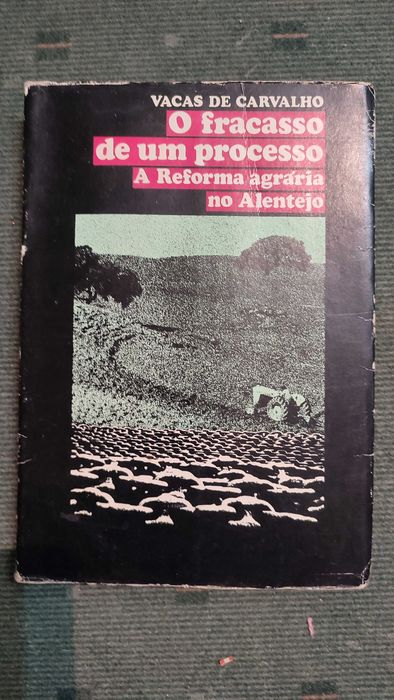 VACAS DE CARVALHO
O fracasso
de um processo
A Reforma agrária
no Alentejo